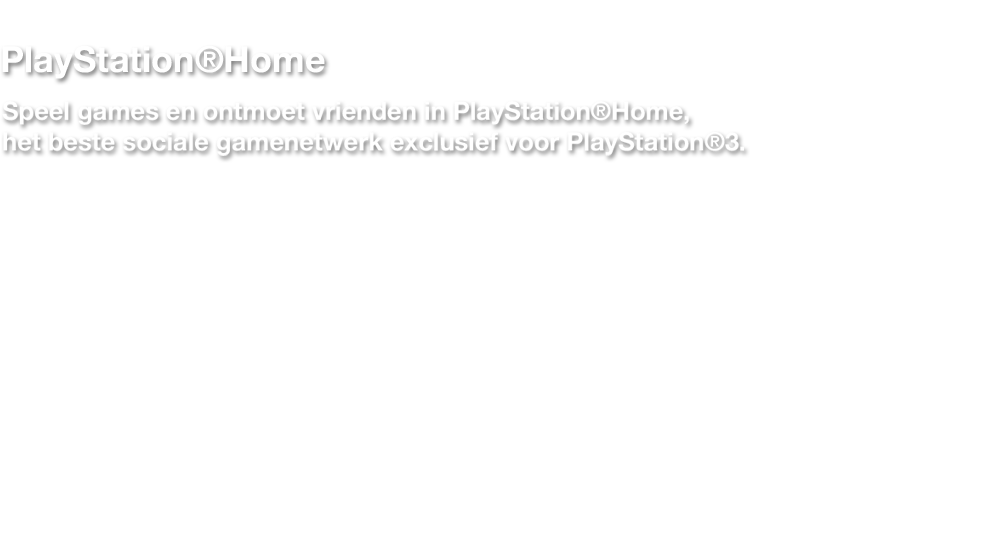 PlayStation®Home
Speel games en ontmoet vrienden in PlayStation®Home,
het beste sociale gamenetwerk exclusief voor PlayStation®3.